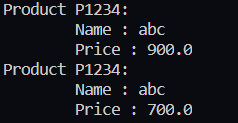 Product P1234:
        Name : abc
        Price : 900.0
Product P1234:
        Name : abc
        Price : 700.0